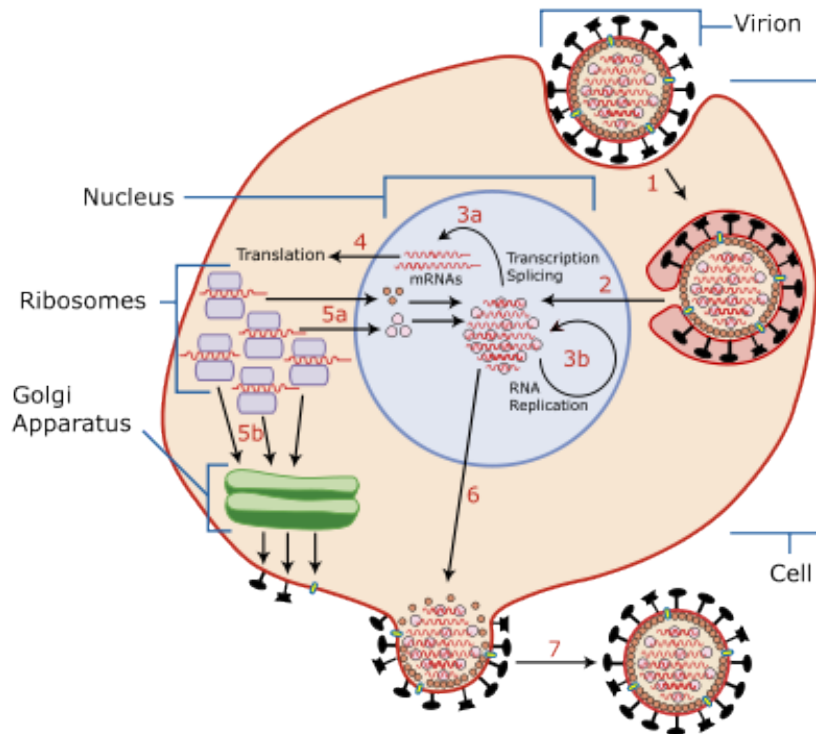 Virion
1
Nucleus
3a
4
Translation
Transcription
Splicing
mRNAs
2
Ribosomes
5a
3b
RNA
Replication
Golgi
Apparatus
5b
6
Cell
7